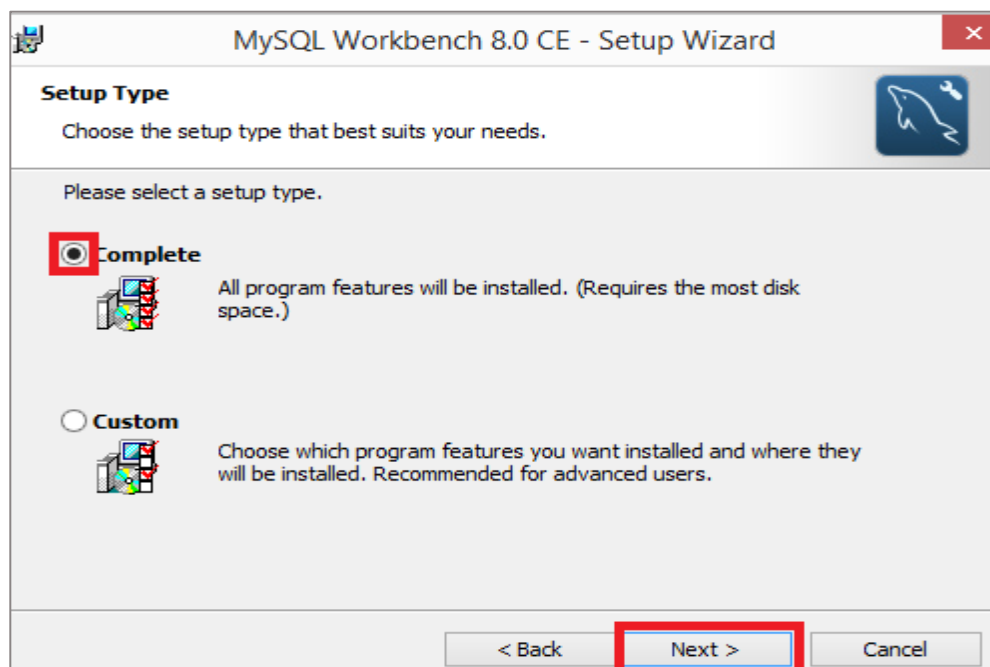 MySQL Workbench 8.0 CE - Setup Wizard
Setup Type
Choose the setup type that best suits your needs.
Please select a setup type.
Complete
All program features will be installed. (Requires the most disk
space.)
Custom
Choose which program features you want installed and where they
will be installed. Recommended for advanced users.
< Back
Next >
Cancel